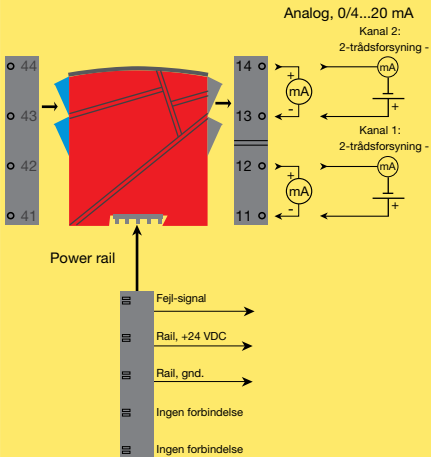 Analog, 0/4...20 mA
Kanal 2:
2-trådsforsyning -
44
14
+
mA
mA
-
+
43
13
Kanal 1:
2-trådsforsyning -
42
12
+
mA
mA
-
+
41
11
Power rail
Fejl-signal
Rail, +24 VDC
Rail, gnd.
Ingen forbindelse
Ingen forbindelse